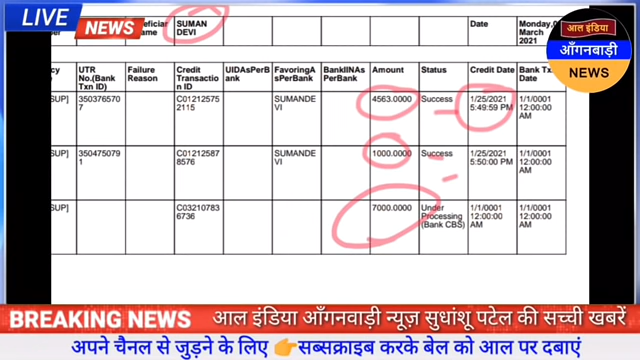 LIVE
NEWS
Name
SUMAN
DEVI
Date
Monday,0
March
2021
आल इंडिया
आँगनबाड़ी
NEWS
UTR
No.(Bank
Txn ID)
Failure
Reason
Credit
Transactio
n ID
UIDAsPerB
ank
FavoringA
sPerBank
BankIINAs
PerBank
Amount
Status
Credit Date
SUP]
350376570
7
C01212575
2115
SUMANDE
VI
4563.0000
Success
1/25/2021
5:49:59 PM
1/1/0001
12:00:00
AM
SUP]
350475079
1
C01212587
8576
SUMANDE
VI
1000.0000
Success
1/25/2021
5:50:00 PM
1/1/0001
12:00:00
AM
SUP]
C03210783
6736
7000.0000
Under
Processing
(Bank CBS)
1/1/0001
12:00:00
AM
1/1/0001
12:00:00
AM
BREAKING NEWS
आल इंडिया आँगनवाड़ी न्यूज़ सुधांशू पटेल की सच्ची खबरें
अपने चैनल से जुड़ने के लिए 👉सब्सक्राइब करके बेल को आल पर दबाएं